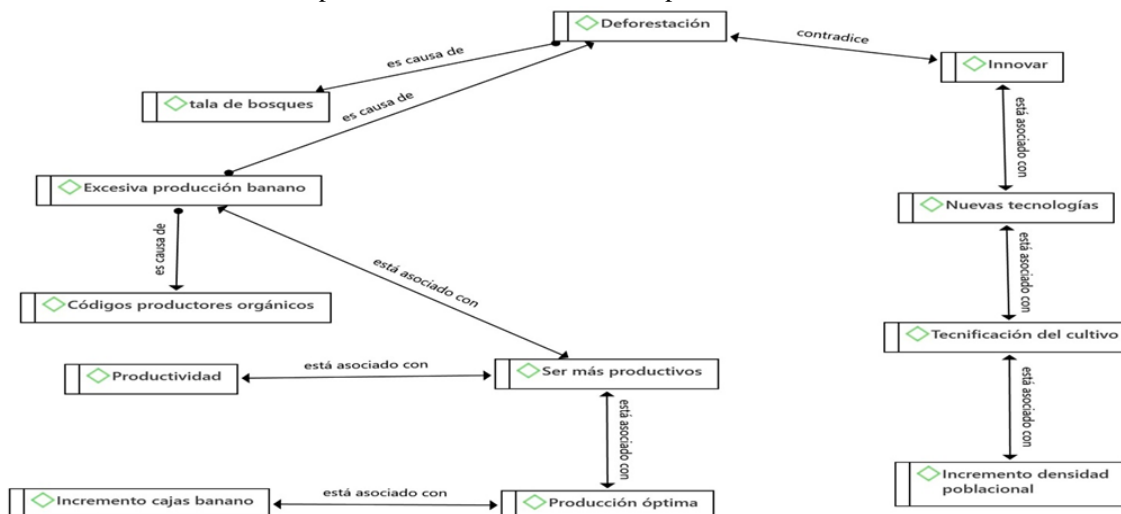 Deforestación
contradice
es causa de
Innovar
tala de bosques
es causa de
está asociado con
Excesiva producción banano
Nuevas tecnologías
es causa de
está asociado con
está asociado con
Códigos productores orgánicos
Tecnificación del cultivo
está asociado con
Productividad
Ser más productivos
está asociado con
está asociado con
Incremento densidad
poblacional
está asociado con
Incremento cajas banano
Producción óptima